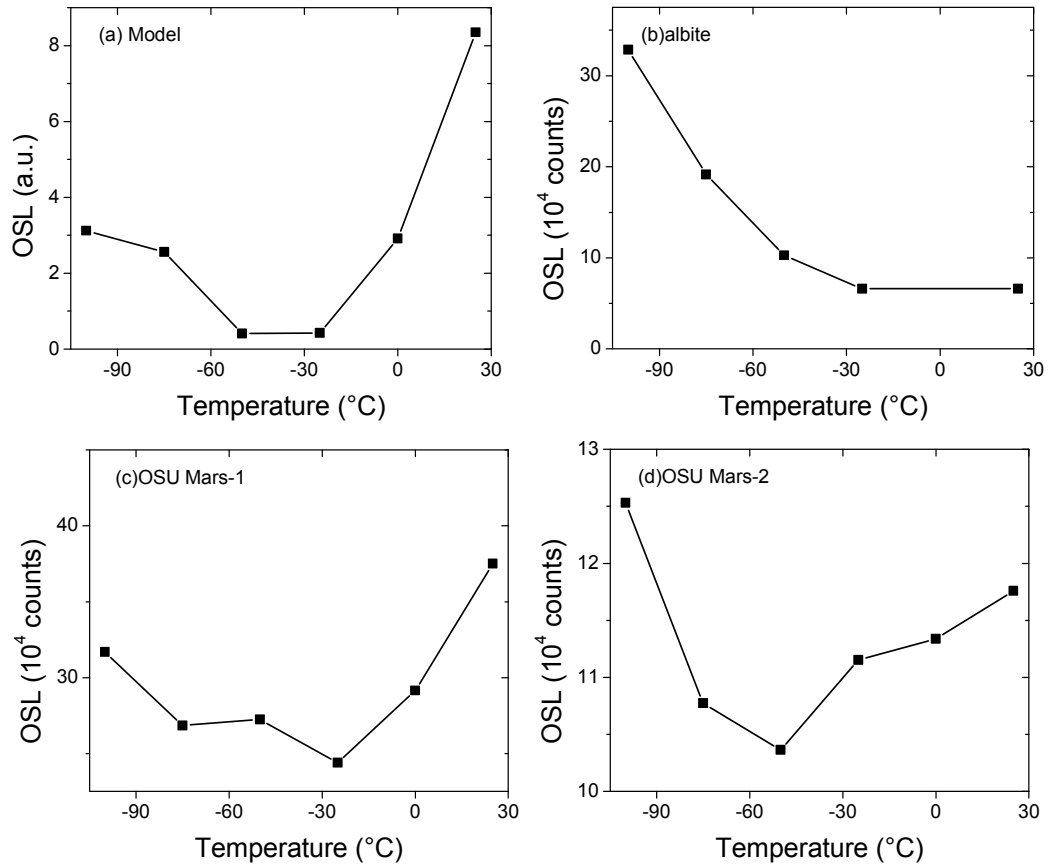 (a) Model
8
6
4
2
0
OSL (a.u.)
-90 -60 -30 0 30
Temperature (°C)
(b)albite
30
20
10
0
OSL (10⁴ counts)
-90 -60 -30 0 30
Temperature (°C)
(c)OSU Mars-1
40
30
OSL (10⁴ counts)
-90 -60 -30 0 30
Temperature (°C)
(d)OSU Mars-2
13
12
11
10
OSL (10⁴ counts)
-90 -60 -30 0 30
Temperature (°C)